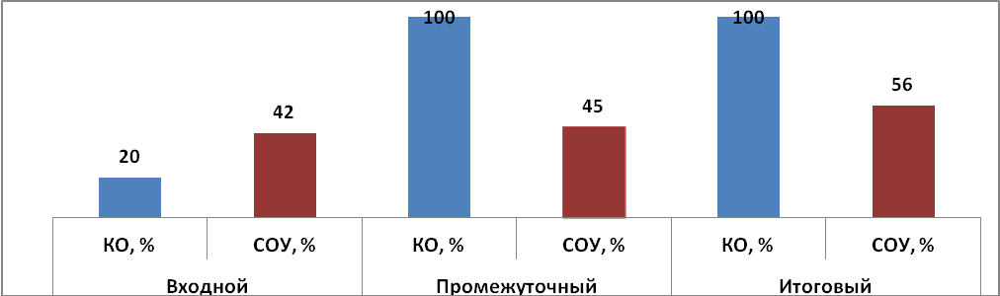 100 100
56
42 45
20
КО, % СОУ, % КО, % СОУ, % КО, % СОУ, %
Входной Промежуточный Итоговый